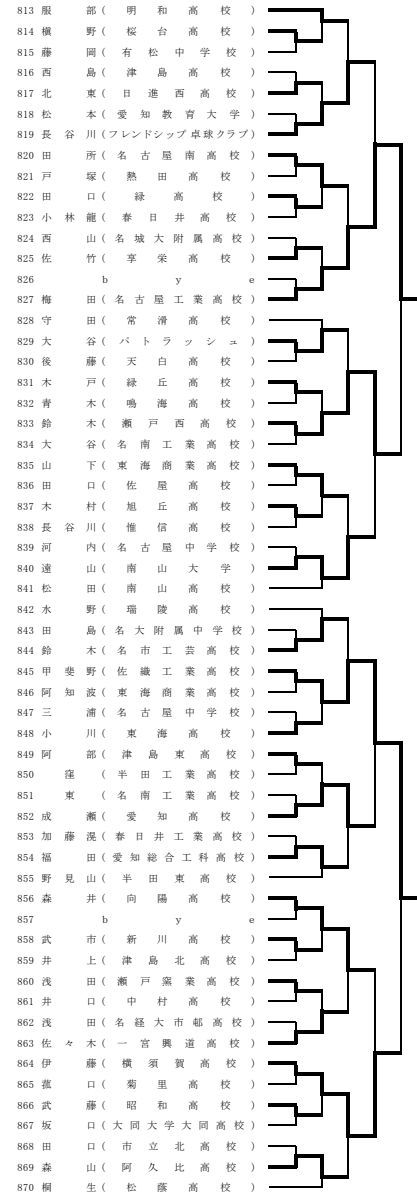 813 服部(明和高校)
814 横野(桜台高校)
815 藤岡(有松中学校)
816 西島(津島高校)
817 北東(日進西高校)
818 松本(愛知教育大学)
819 長谷川(フレンドシップ卓球クラブ)
820 田所(名古屋南高校)
821 戸塚(熱田高校)
822 田口(緑高校)
823 小林龍(春日井高校)
824 西山(名城大附属高校)
825 佐竹(享栄高校)
826 bye
827 梅田(名古屋工業高校)
828 守田(常滑高校)
829 大谷(パトラッシュ)
830 後藤(天白高校)
831 木戸(緑丘高校)
832 青木(鳴海高校)
833 鈴木(瀬戸西高校)
834 大谷(名南工業高校)
835 山下(東海商業高校)
836 田口(佐屋高校)
837 木村(旭丘高校)
838 長谷川(惟信高校)
839 河内(名古屋中学校)
840 遠山(南山大学)
841 松田(南山高校)
842 水野(瑞陵高校)
843 田島(名大附属中学校)
844 鈴木(名市工芸高校)
845 甲斐野(佐織工業高校)
846 阿知波(東海商業高校)
847 三浦(名古屋中学校)
848 小川(東海高校)
849 阿部(津島東高校)
850 窪(半田工業高校)
851 東(名南工業高校)
852 成瀬(愛知高校)
853 加藤滉(春日井工業高校)
854 福田(愛知総合工科高校)
855 野見山(半田東高校)
856 森井(向陽高校)
857 bye
858 武市(新川高校)
859 井上(津島北高校)
860 浅田(瀬戸窯業高校)
861 井口(中村高校)
862 浅田(名経大市邨高校)
863 佐々木(一宮興道高校)
864 伊藤(横須賀高校)
865 菰口(菊里高校)
866 武藤(昭和高校)
867 坂口(大同大学大同高校)
868 田口(市立北高校)
869 森山(阿久比高校)
870 桐生(松蔭高校)